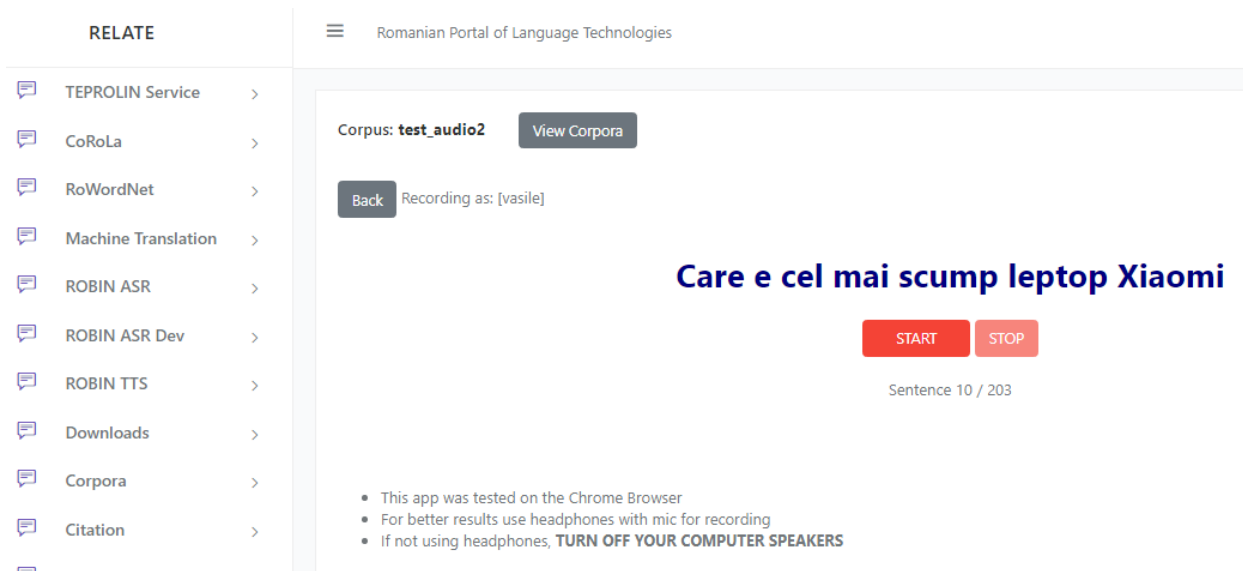 RELATE
Romanian Portal of Language Technologies
TEPROLIN Service
CoRoLa
RoWordNet
Machine Translation
ROBIN ASR
ROBIN ASR Dev
ROBIN TTS
Downloads
Corpora
Citation
Corpus: test_audio2 View Corpora
Back Recording as: [vasile]
Care e cel mai scump leptop Xiaomi
START STOP
Sentence 10 / 203
• This app was tested on the Chrome Browser
• For better results use headphones with mic for recording
• If not using headphones, TURN OFF YOUR COMPUTER SPEAKERS